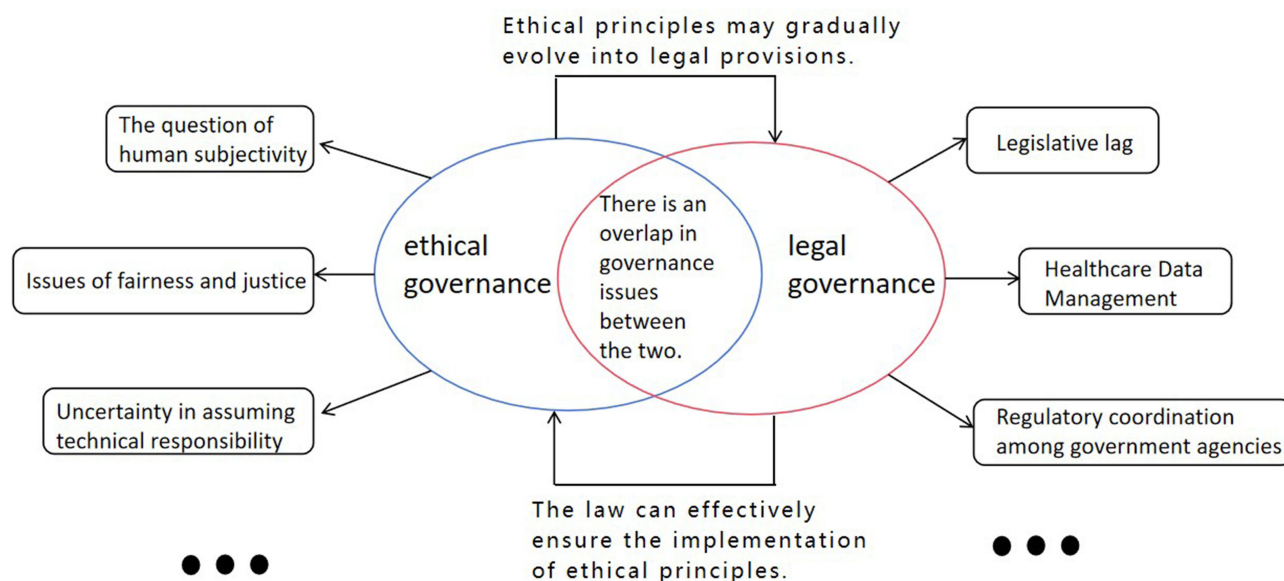 Ethical principles may gradually
evolve into legal provisions.
The question of
human subjectivity
Issues of fairness and justice
Uncertainty in assuming
technical responsibility
ethical
governance
There is an
overlap in
governance
issues
between
the two.
legal
governance
Legislative lag
Healthcare Data
Management
Regulatory coordination
among government agencies
The law can effectively
ensure the implementation
of ethical principles.